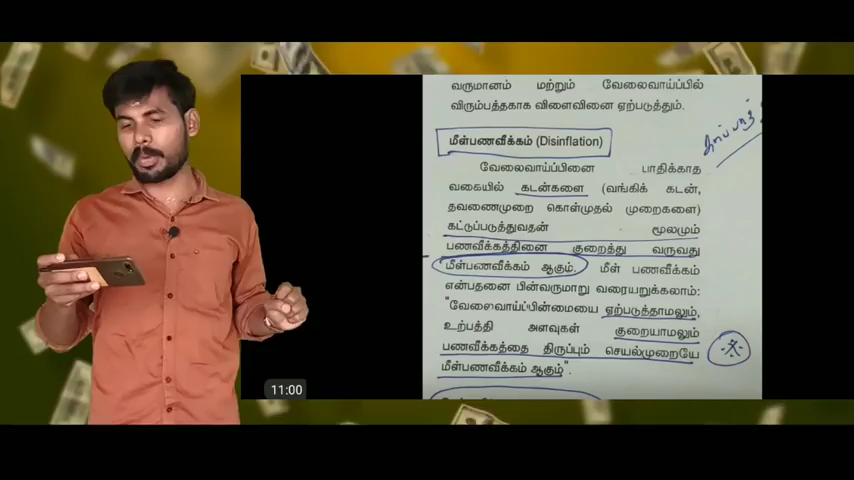 வருமானம் மற்றும் வேலைவாய்ப்பில்
விரும்பத்தகாக விளைவினை ஏற்படுத்தும்.
மீள்பணவீக்கம் (Disinflation)
வேலைவாய்ப்பினை பாதிக்காத
வகையில் கடன்களை (வங்கிக் கடன்,
தவணைமுறை கொள்முதல் முறைகளை)
கட்டுப்படுத்துவதன் மூலமும்
பணவீக்கத்தினை குறைத்து வருவது
மீள்பணவீக்கம் ஆகும். மீள் பணவீக்கம்
என்பதனை பின்வருமாறு வரையறுக்கலாம்:
"வேலைவாய்ப்பின்மையை ஏற்படுத்தாமலும்,
உற்பத்தி அளவுகள் குறையாமலும்
பணவீக்கத்தை திருப்பும் செயல்முறையே
மீள்பணவீக்கம் ஆகும்".
11:00